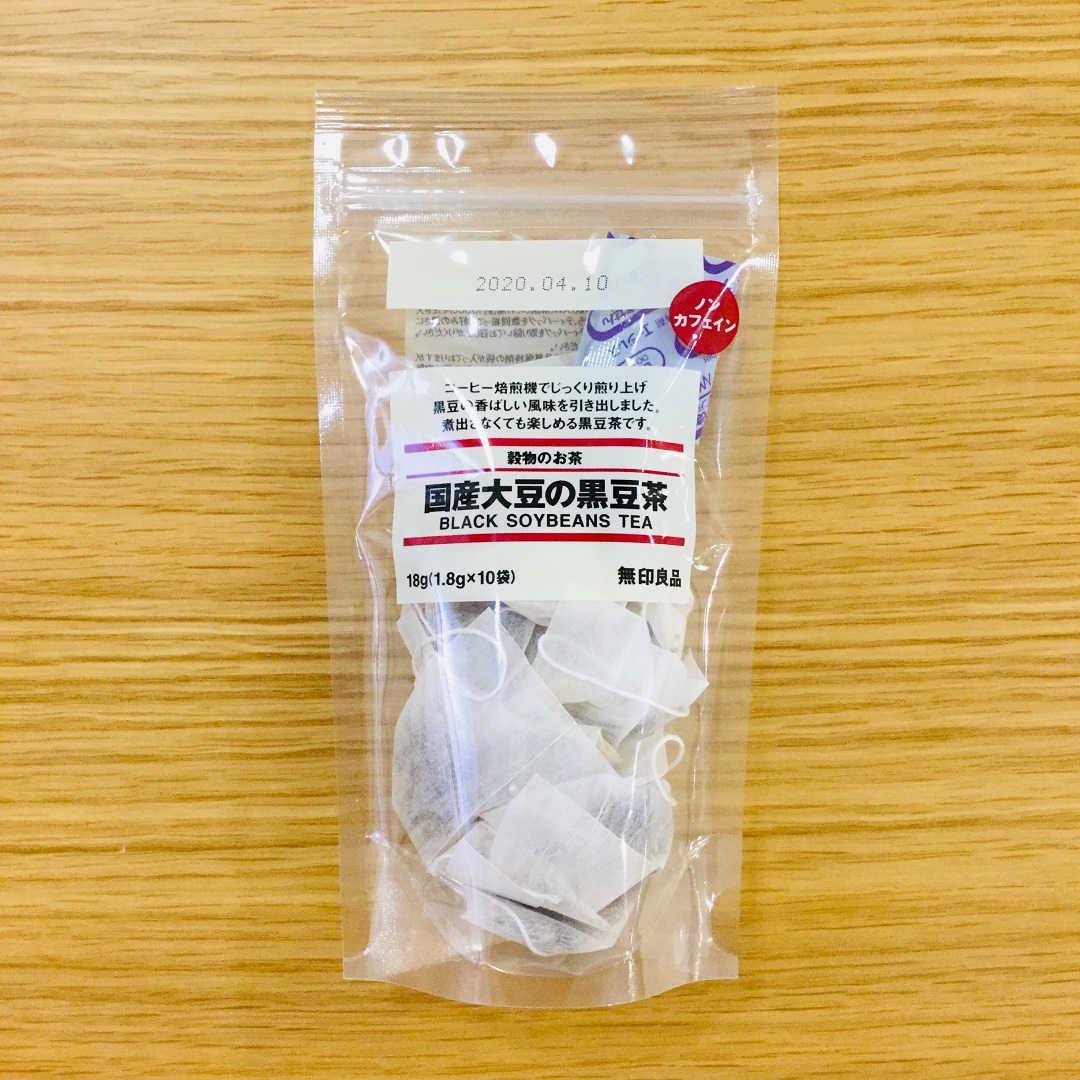 2020.04.10
ノン
カフェイン
コーヒー焙煎機でじっくり煎り上げ
黒豆の香ばしい風味を引き出しました。
煮出さなくても楽しめる黒豆茶です。
穀物のお茶
国産大豆の黒豆茶
BLACK SOYBEANS TEA
18g(1.8g×10袋)
無印良品